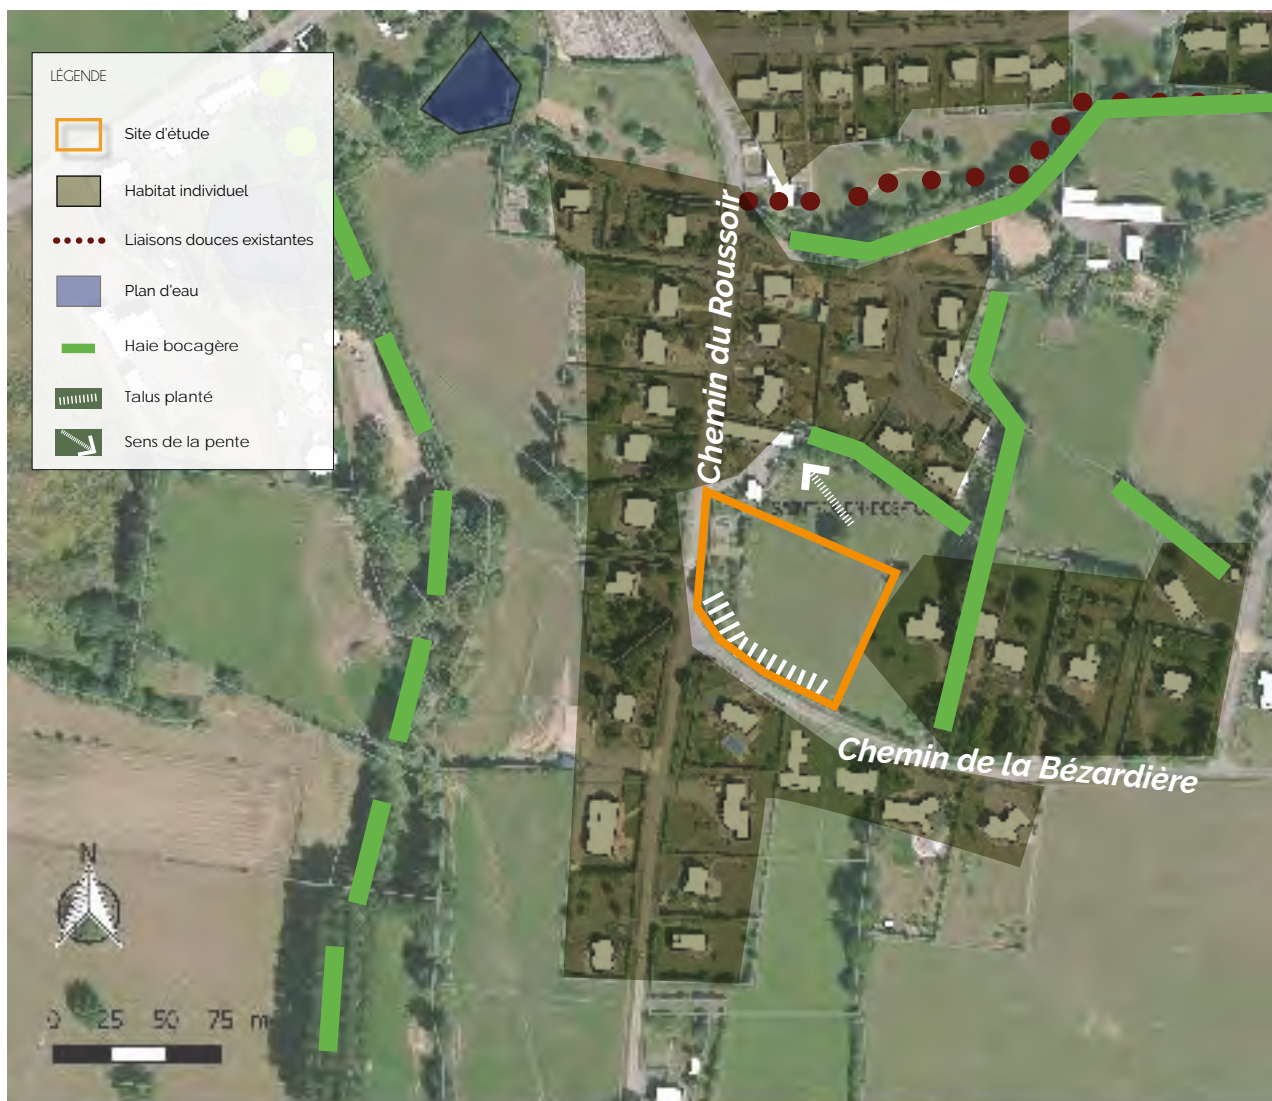 LÉGENDE
Site d'étude
Habitat individuel
Liaisons douces existantes
Plan d'eau
Haie bocagère
Talus planté
Sens de la pente
Chemin du Roussoir
Chemin de la Bézardière
N
0 25 50 75 m